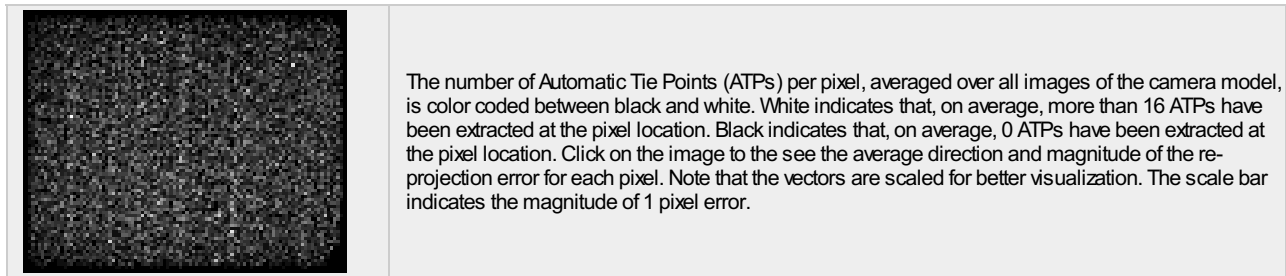 The number of Automatic Tie Points (ATPs) per pixel, averaged over all images of the camera model,
is color coded between black and white. White indicates that, on average, more than 16 ATPs have
been extracted at the pixel location. Black indicates that, on average, 0 ATPs have been extracted at
the pixel location. Click on the image to the see the average direction and magnitude of the re-
projection error for each pixel. Note that the vectors are scaled for better visualization. The scale bar
indicates the magnitude of 1 pixel error.